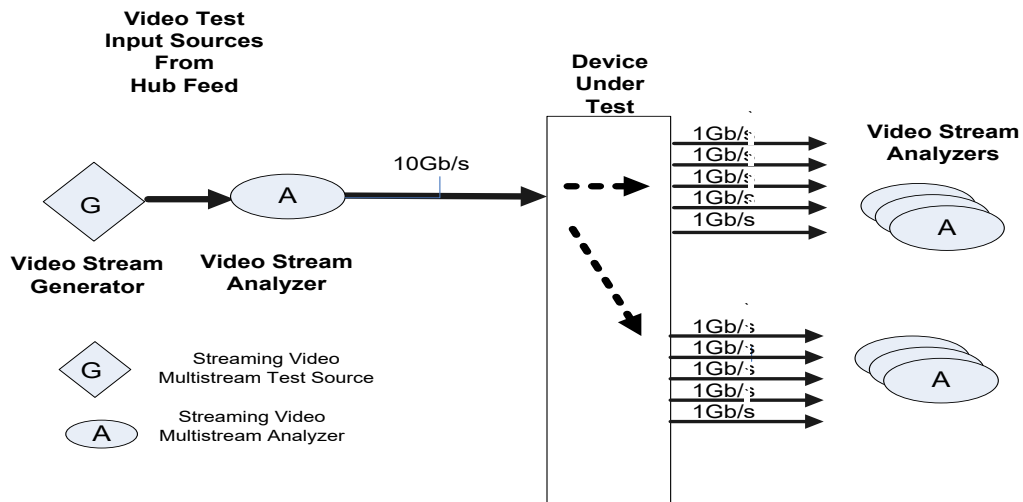 Video Test
Input Sources
From
Hub Feed
Device
Under
Test
10Gb/s
G
A
Video Stream
Generator
Video Stream
Analyzer
1Gb/s
1Gb/s
1Gb/s
1Gb/s
1Gb/s
Video Stream
Analyzers
A
1Gb/s
1Gb/s
1Gb/s
1Gb/s
1Gb/s
A
G
Streaming Video
Multistream Test Source
A
Streaming Video
Multistream Analyzer